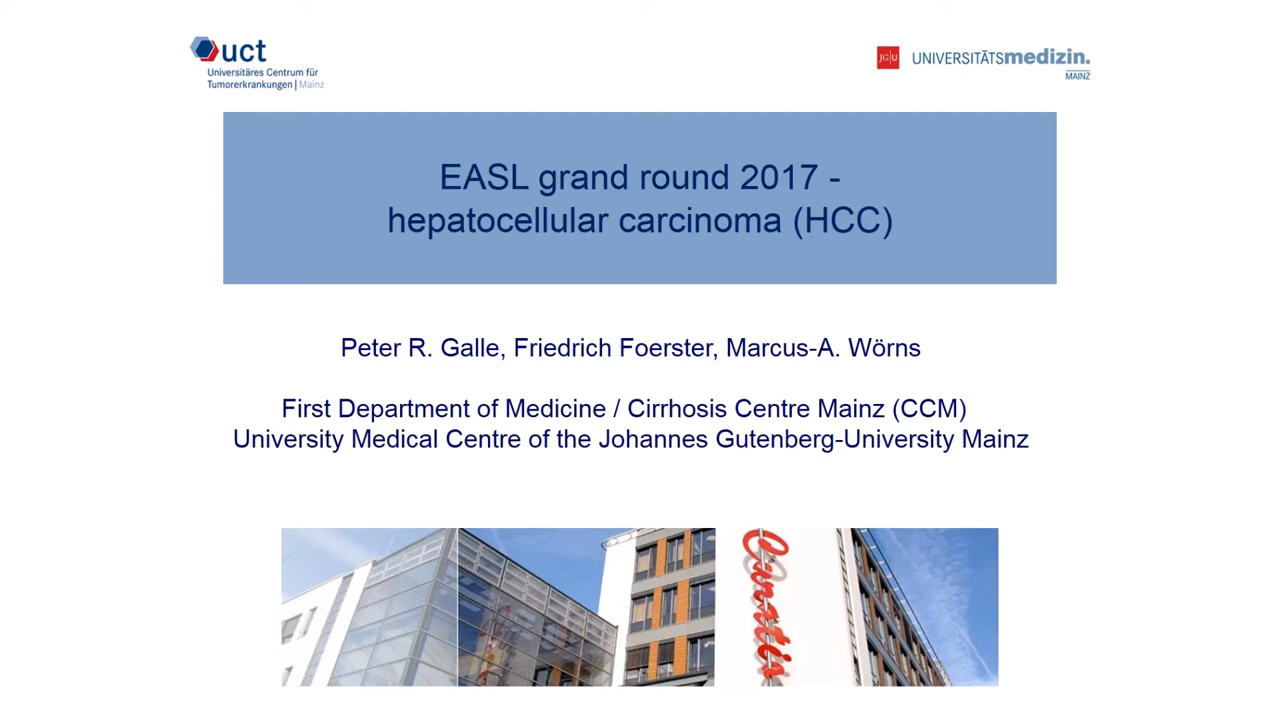 uct
Universitäres Centrum für
Tumorerkrankungen | Mainz
JG|U
UNIVERSITÄTSmedizin.
MAINZ
EASL grand round 2017 -
hepatocellular carcinoma (HCC)
Peter R. Galle, Friedrich Foerster, Marcus-A. Wörns
First Department of Medicine / Cirrhosis Centre Mainz (CCM)
University Medical Centre of the Johannes Gutenberg-University Mainz